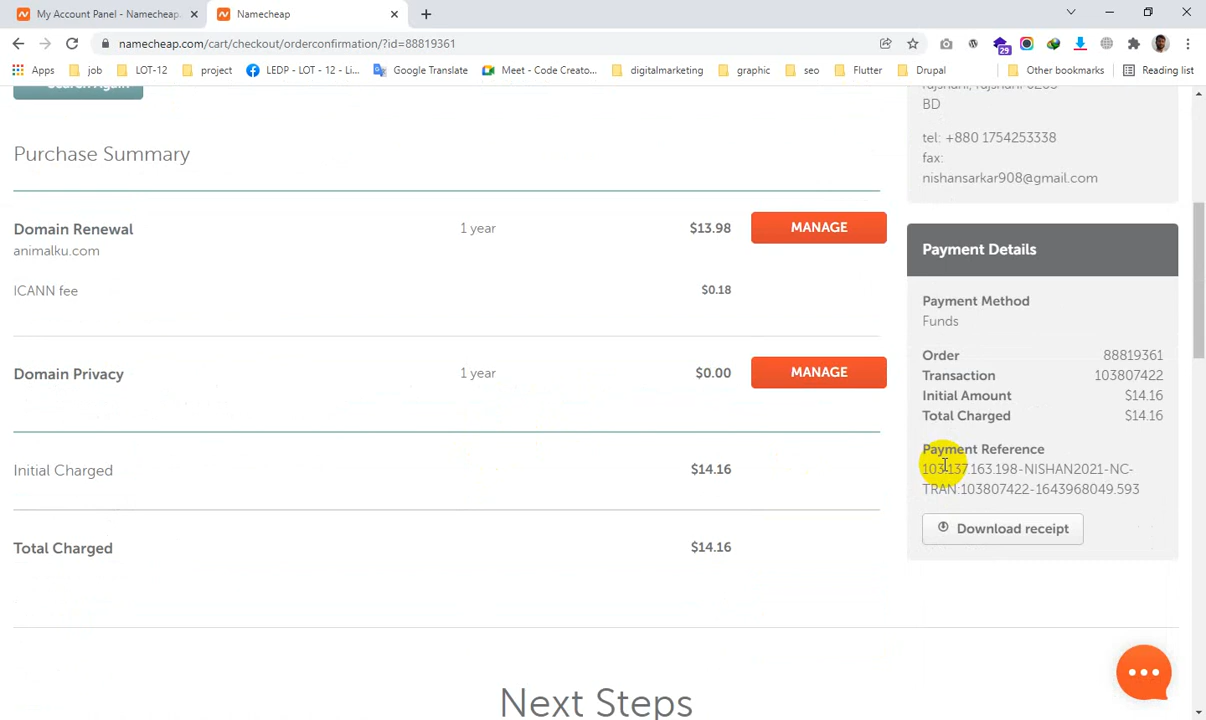 My Account Panel - Namecheap
Namecheap
namecheap.com/cart/checkout/orderconfirmation/?id=88819361
29
Apps
job
LOT-12
project
LEDP - LOT - 12 - Li...
Google Translate
Meet - Code Creato...
digitalmarketing
graphic
seo
Flutter
Drupal
Other bookmarks
Reading list
Search Again
BD
tel: +880 1754253338
fax:
nishansarkar908@gmail.com
Purchase Summary
Domain Renewal 1 year $13.98 MANAGE
animalku.com
ICANN fee $0.18
Domain Privacy 1 year $0.00 MANAGE
Initial Charged $14.16
Total Charged $14.16
Payment Details
Payment Method
Funds
Order 88819361
Transaction 103807422
Initial Amount $14.16
Total Charged $14.16
Payment Reference
103.137.163.198-NISHAN2021-NC-
TRAN:103807422-1643968049.593
Download receipt
Next Steps